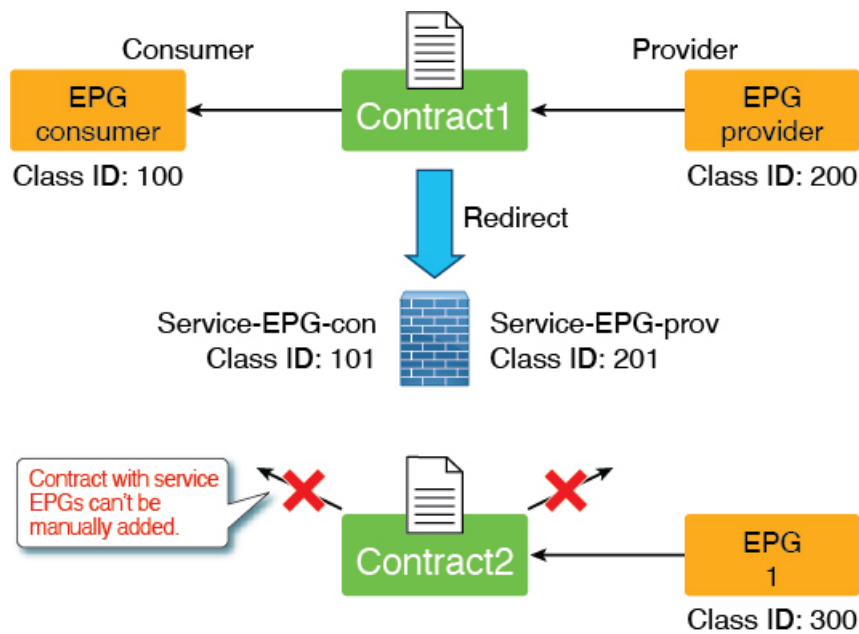 Consumer
Provider
EPG
consumer
Contract1
EPG
provider
Class ID: 100
Class ID: 200
Redirect
Service-EPG-con
Class ID: 101
Service-EPG-prov
Class ID: 201
Contract with service
EPGs can't be
manually added.
Contract2
EPG
1
Class ID: 300